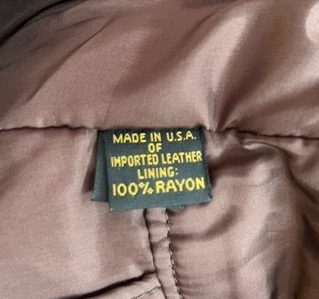 MADE IN U.S.A.
OF
IMPORTED LEATHER
LINING:
100% RAYON